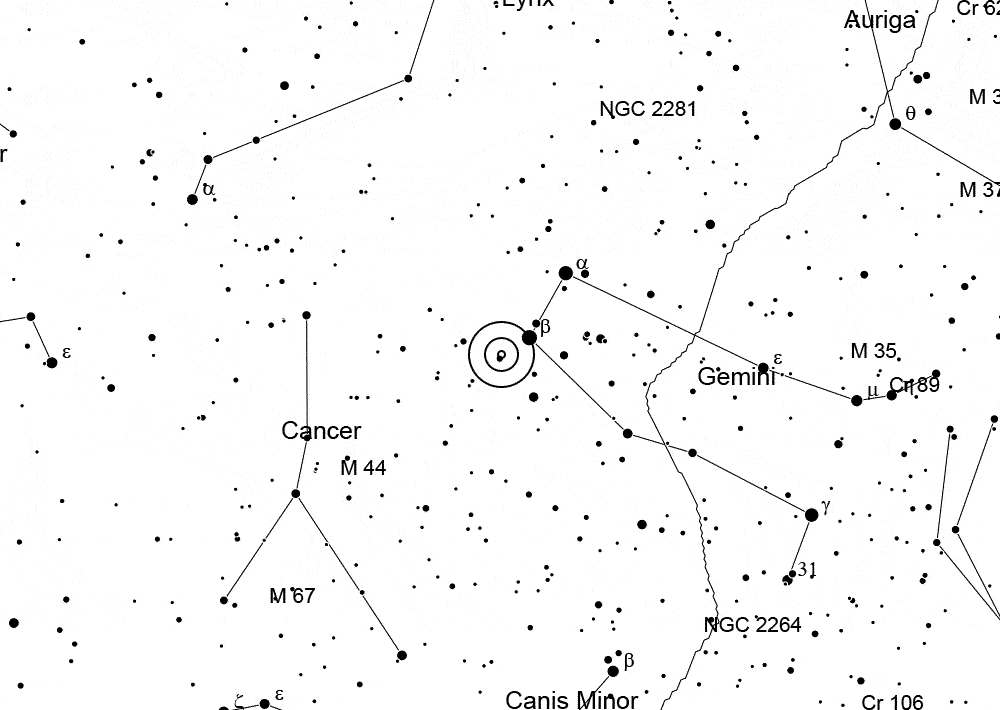 Lynx
Auriga
Cr 62
NGC 2281
M 3
θ
r
α
M 37
α
β
ε
M 35
ε
Gemini
μ
η
Cr 89
Cancer
M 44
γ
31
M 67
NGC 2264
β
ζ
ε
Canis Minor
Cr 106